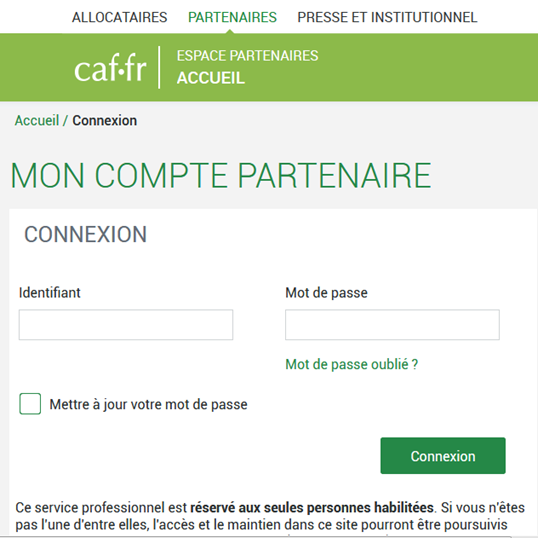 ALLOCATAIRES PARTENAIRES PRESSE ET INSTITUTIONNEL
caf.fr ESPACE PARTENAIRES
ACCUEIL
Accueil / Connexion
MON COMPTE PARTENAIRE
CONNEXION
Identifiant Mot de passe
Mot de passe oublié ?
Mettre à jour votre mot de passe
Connexion
Ce service professionnel est réservé aux seules personnes habilitées. Si vous n'êtes
pas l'une d'entre elles, l'accès et le maintien dans ce site pourront être poursuivis